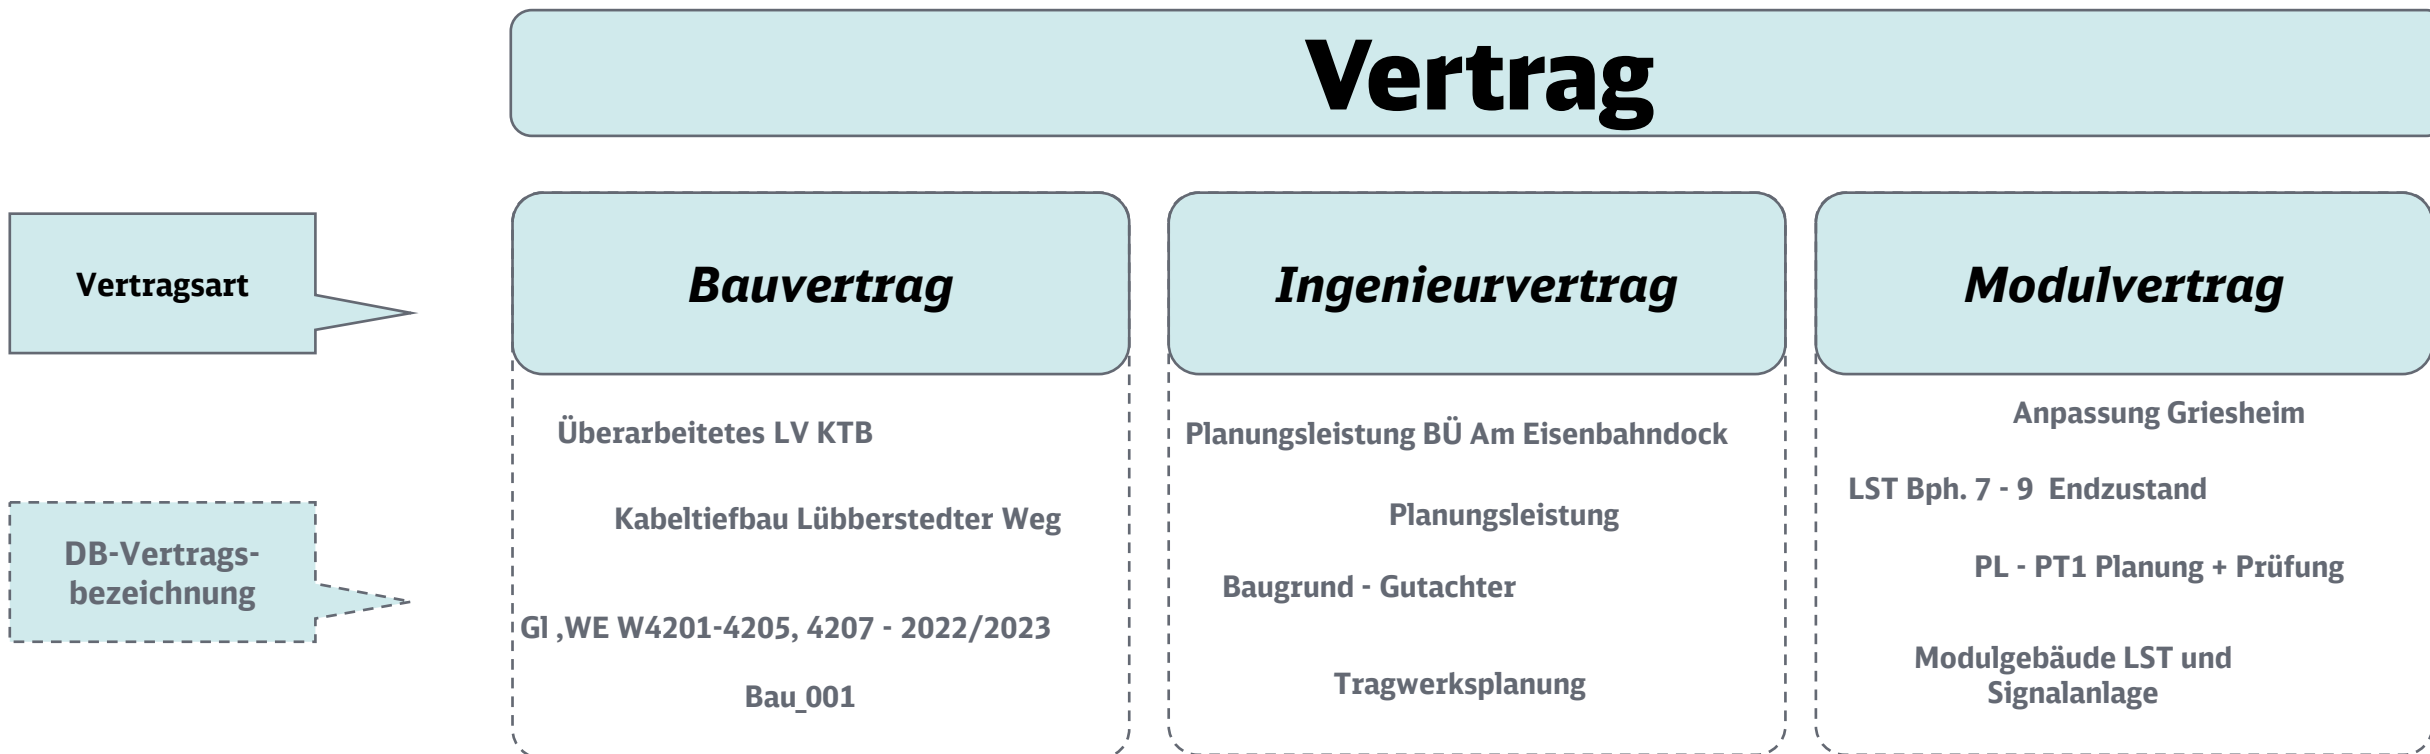 Vertrag
Vertragsart
Bauvertrag
Ingenieurvertrag
Modulvertrag
DB-Vertrags-
bezeichnung
Überarbeitetes LV KTB
Kabeltiefbau Lübberstedter Weg
Gl ,WE W4201-4205, 4207 - 2022/2023
Bau_001
Planungsleistung BÜ Am Eisenbahndock
Planungsleistung
Baugrund - Gutachter
Tragwerksplanung
Anpassung Griesheim
LST Bph. 7 - 9  Endzustand
PL - PT1 Planung + Prüfung
Modulgebäude LST und
Signalanlage